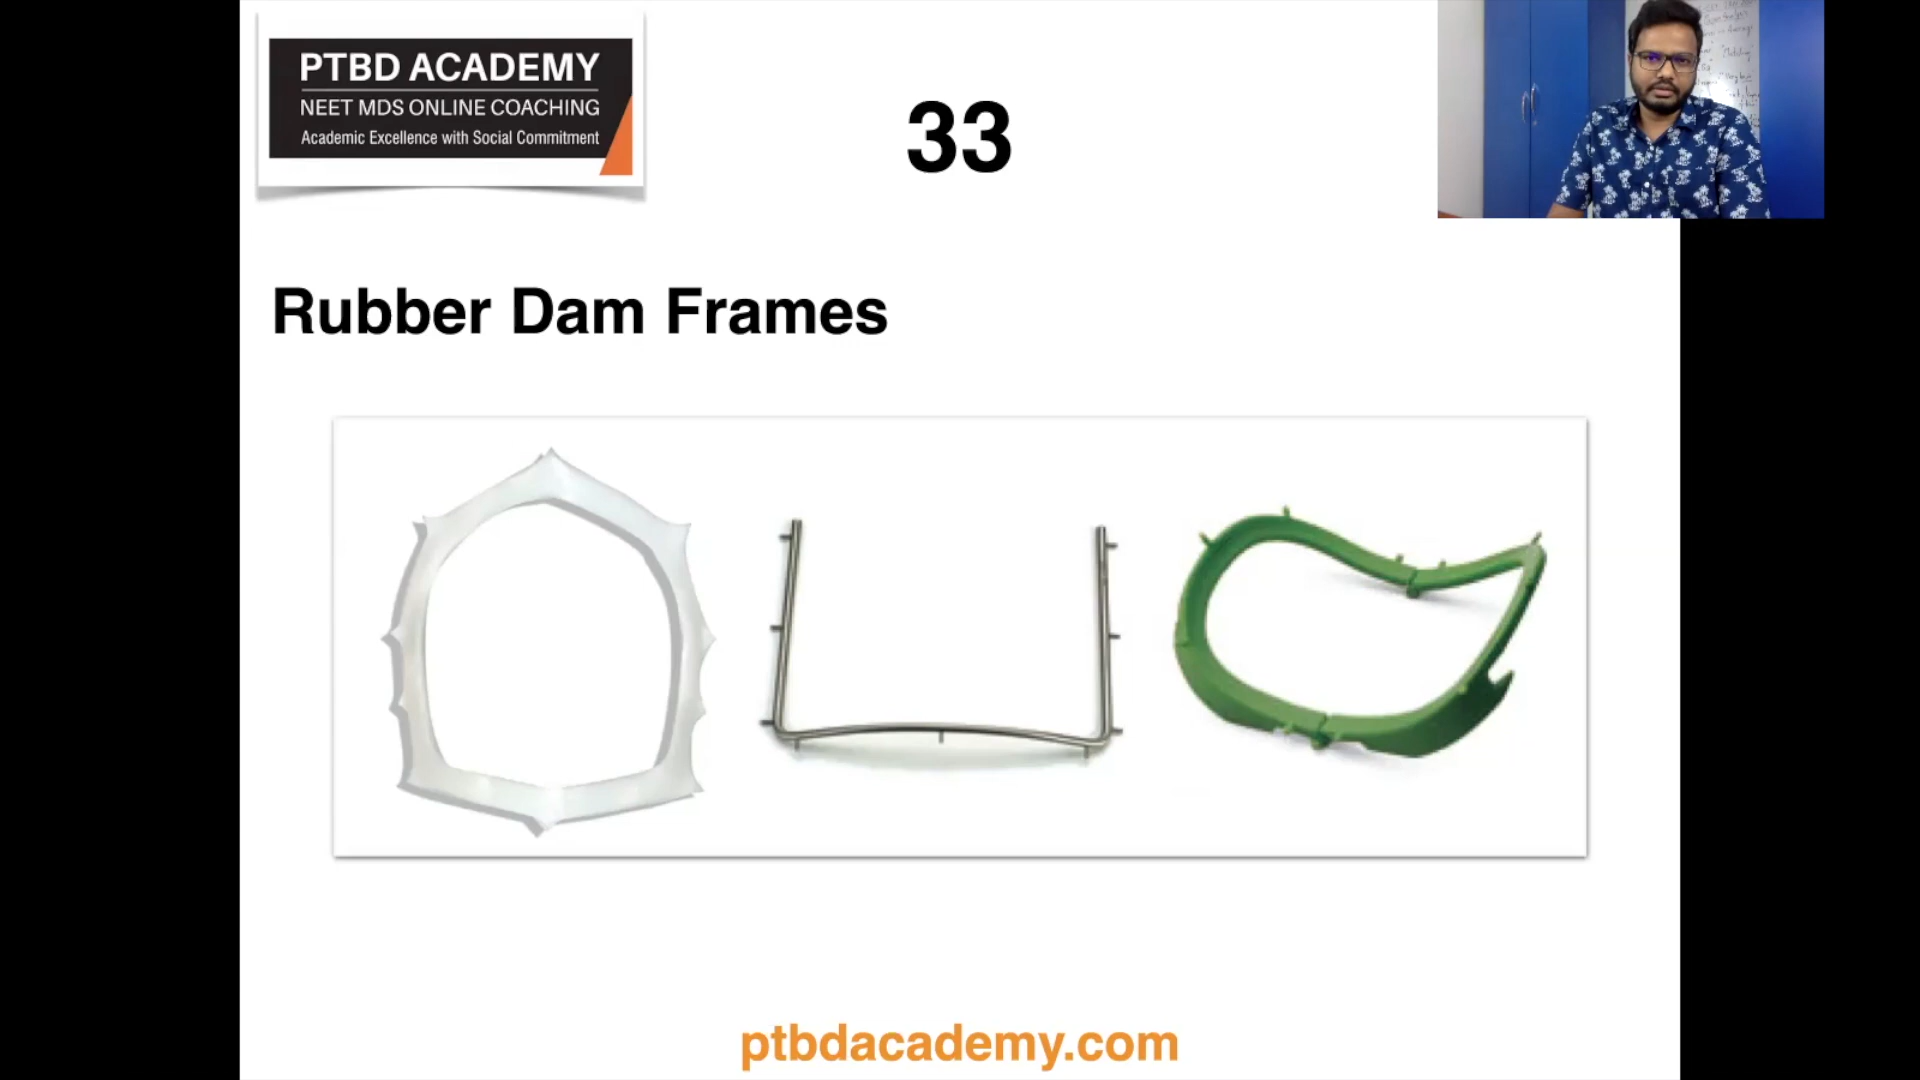 PTBD ACADEMY
NEET MDS ONLINE COACHING
Academic Excellence with Social Commitment
33
Rubber Dam Frames
ptbdacademy.com